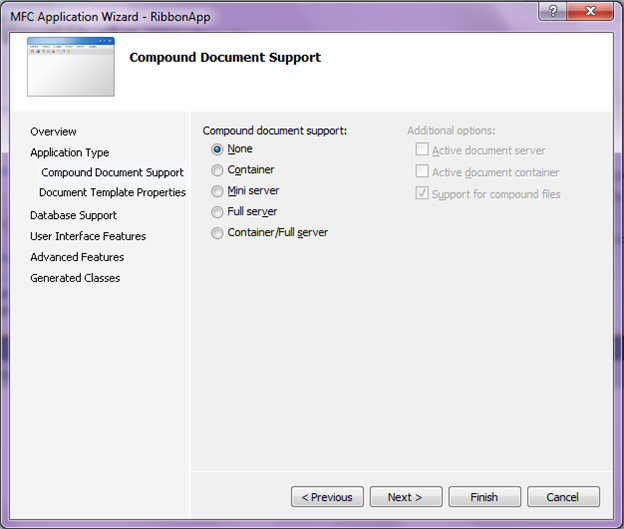 MFC Application Wizard - RibbonApp
?
Compound Document Support
Overview
Application Type
Compound Document Support
Document Template Properties
Database Support
User Interface Features
Advanced Features
Generated Classes
Compound document support:
None
Container
Mini server
Full server
Container/Full server
Additional options:
Active document server
Active document container
Support for compound files
< Previous
Next >
Finish
Cancel